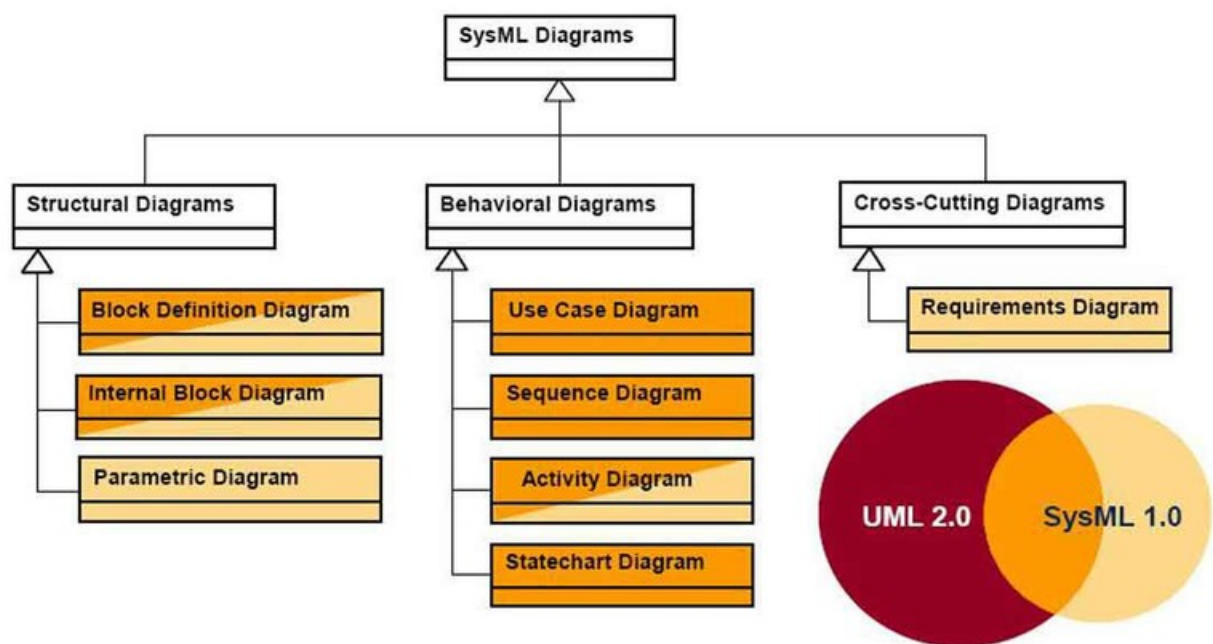 SysML Diagrams
Structural Diagrams
Behavioral Diagrams
Cross-Cutting Diagrams
Block Definition Diagram
Internal Block Diagram
Parametric Diagram
Use Case Diagram
Sequence Diagram
Activity Diagram
Statechart Diagram
Requirements Diagram
UML 2.0
SysML 1.0